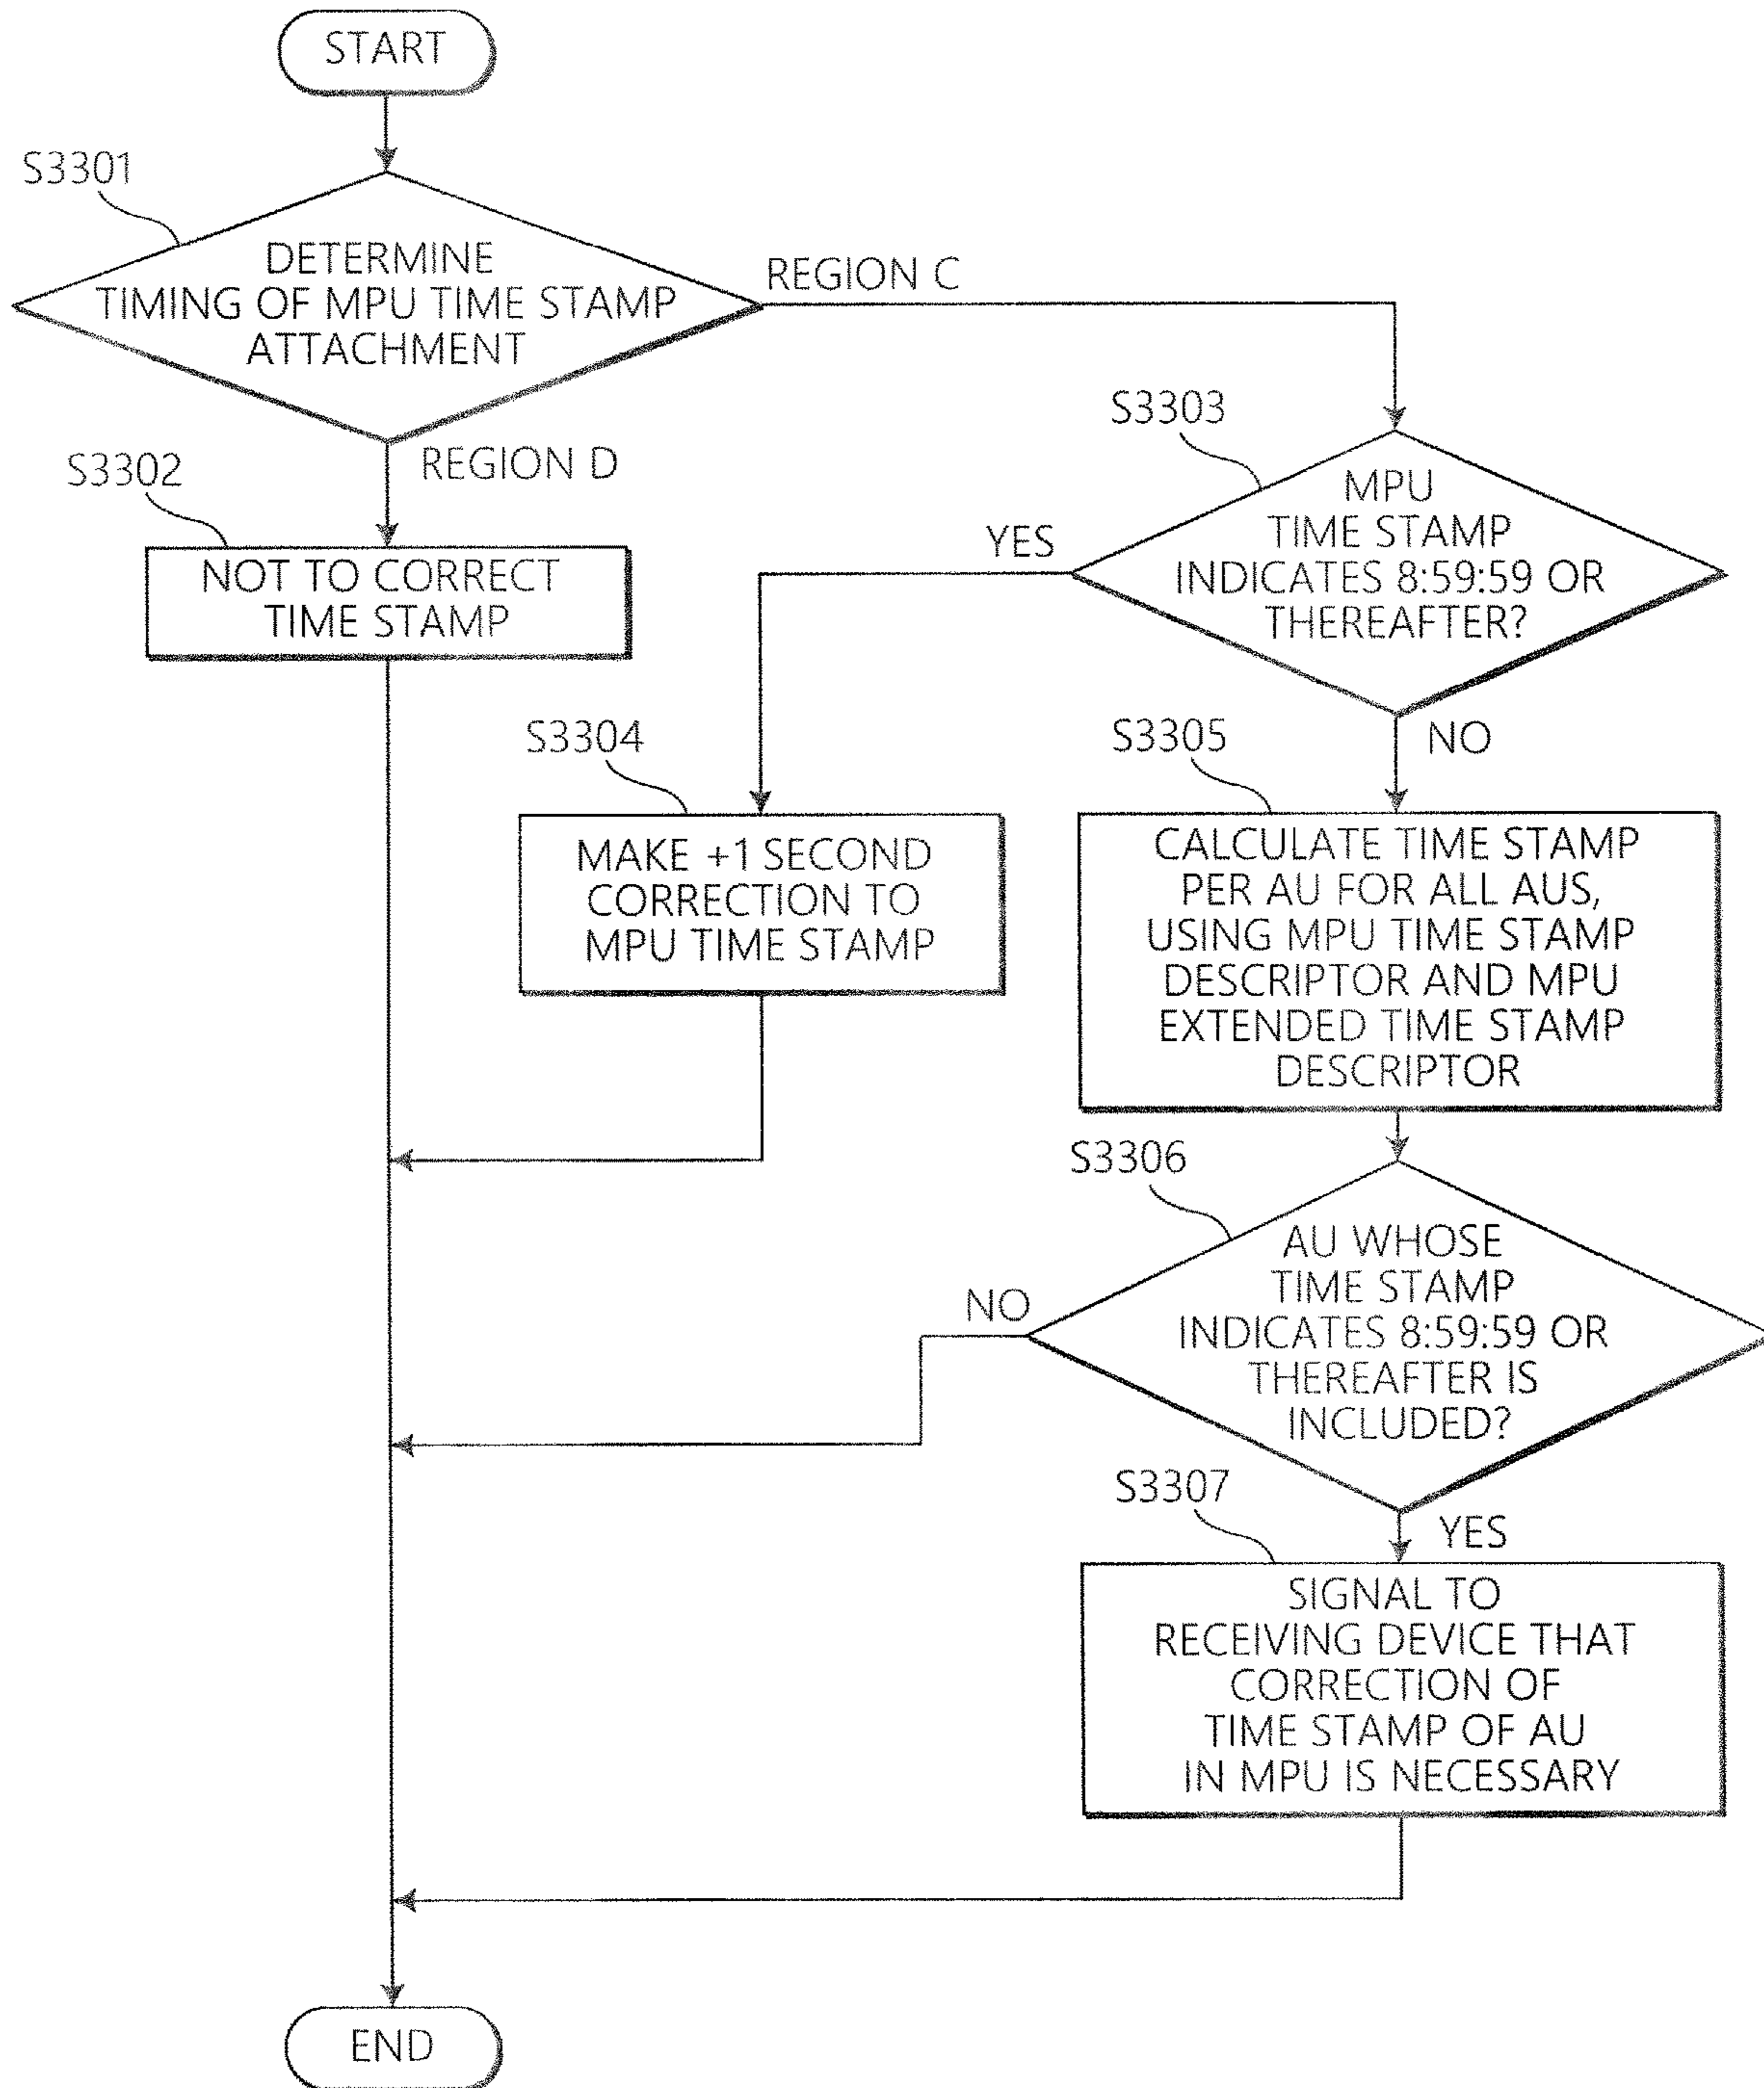 START
S3301
DETERMINE
TIMING OF MPU TIME STAMP
ATTACHMENT
REGION C
REGION D
S3302
NOT TO CORRECT
TIME STAMP
S3303
MPU
TIME STAMP
INDICATES 8:59:59 OR
THEREAFTER?
YES
NO
S3304
MAKE +1 SECOND
CORRECTION TO
MPU TIME STAMP
S3305
CALCULATE TIME STAMP
PER AU FOR ALL AUS,
USING MPU TIME STAMP
DESCRIPTOR AND MPU
EXTENDED TIME STAMP
DESCRIPTOR
S3306
AU WHOSE
TIME STAMP
INDICATES 8:59:59 OR
THEREAFTER IS
INCLUDED?
NO
YES
S3307
SIGNAL TO
RECEIVING DEVICE THAT
CORRECTION OF
TIME STAMP OF AU
IN MPU IS NECESSARY
END